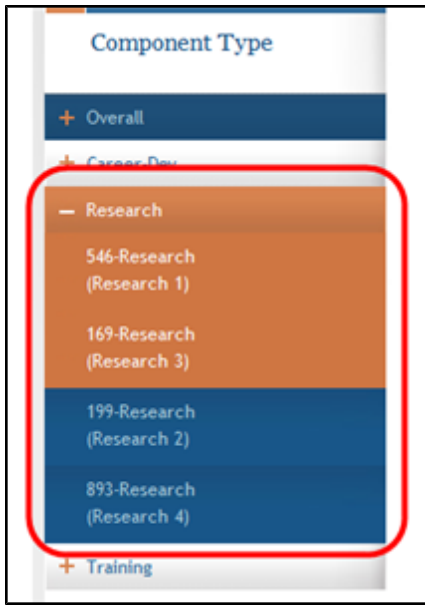 Component Type
+ Overall
+ Career-Dev
– Research
546-Research
(Research 1)
169-Research
(Research 3)
199-Research
(Research 2)
893-Research
(Research 4)
+ Training